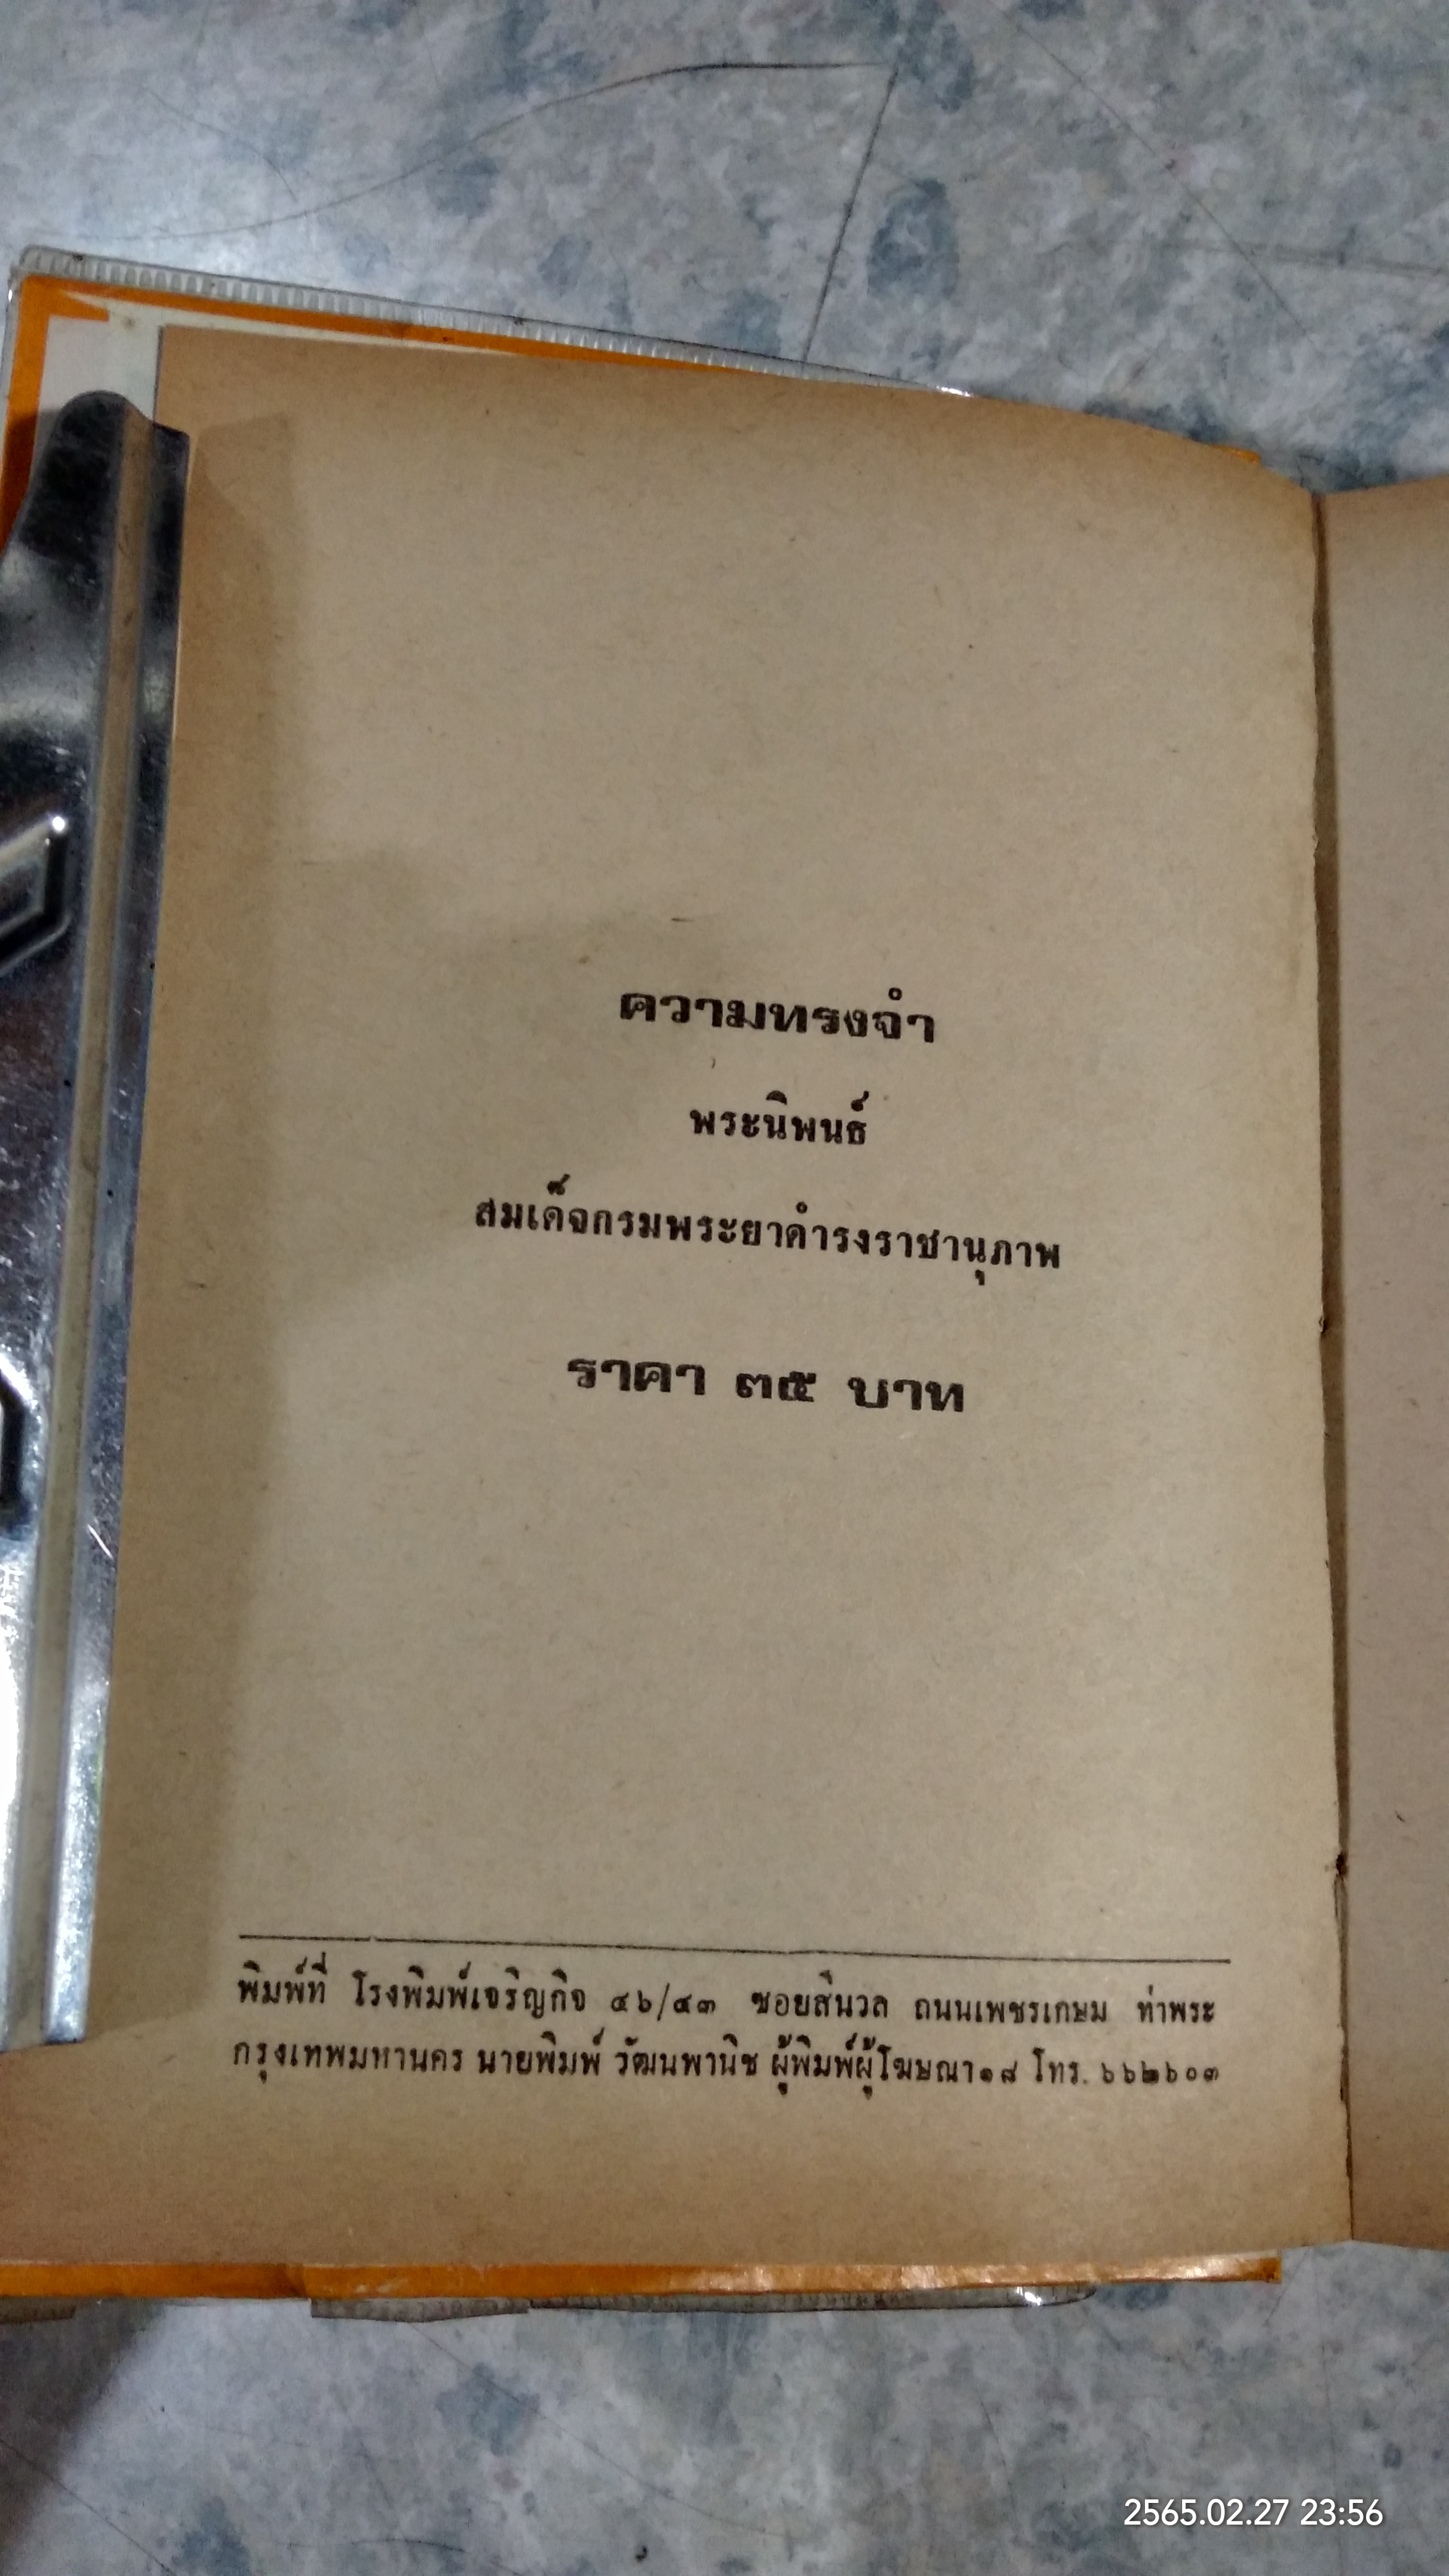 ความทรงจำ
พระนิพนธ์
สมเด็จกรมพระยาดำรงราชานุภาพ
ราคา ๓๕ บาท
พิมพ์ที่ โรงพิมพ์เจริญกิจ ๔๖/๔๓ ซอยสีนวล ถนนเพชรเกษม ท่าพระ
กรุงเทพมหานคร นายพิมพ์ วัฒนพานิช ผู้พิมพ์ผู้โฆษณา ๑๘ โทร. ๖๖๒๖๐๓
2565.02.27 23:56